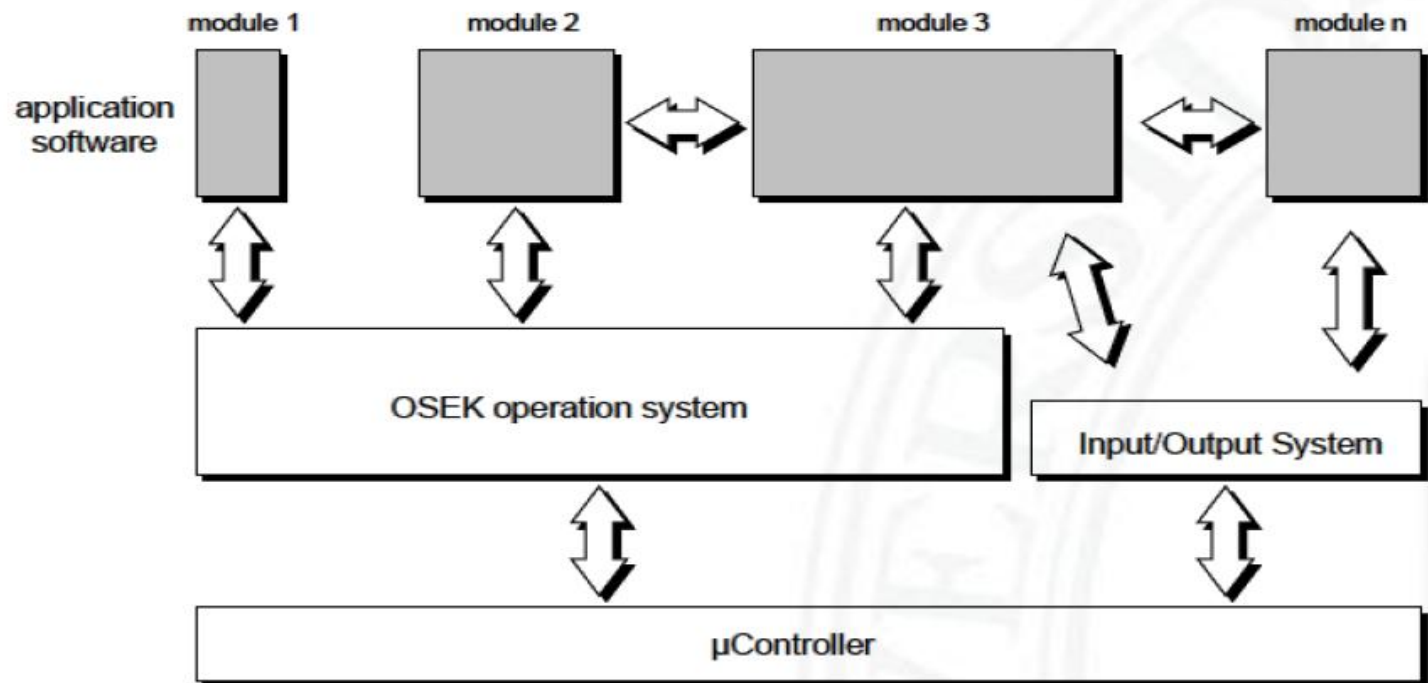 module 1
module 2
module 3
module n
application
software
OSEK operation system
Input/Output System
µController